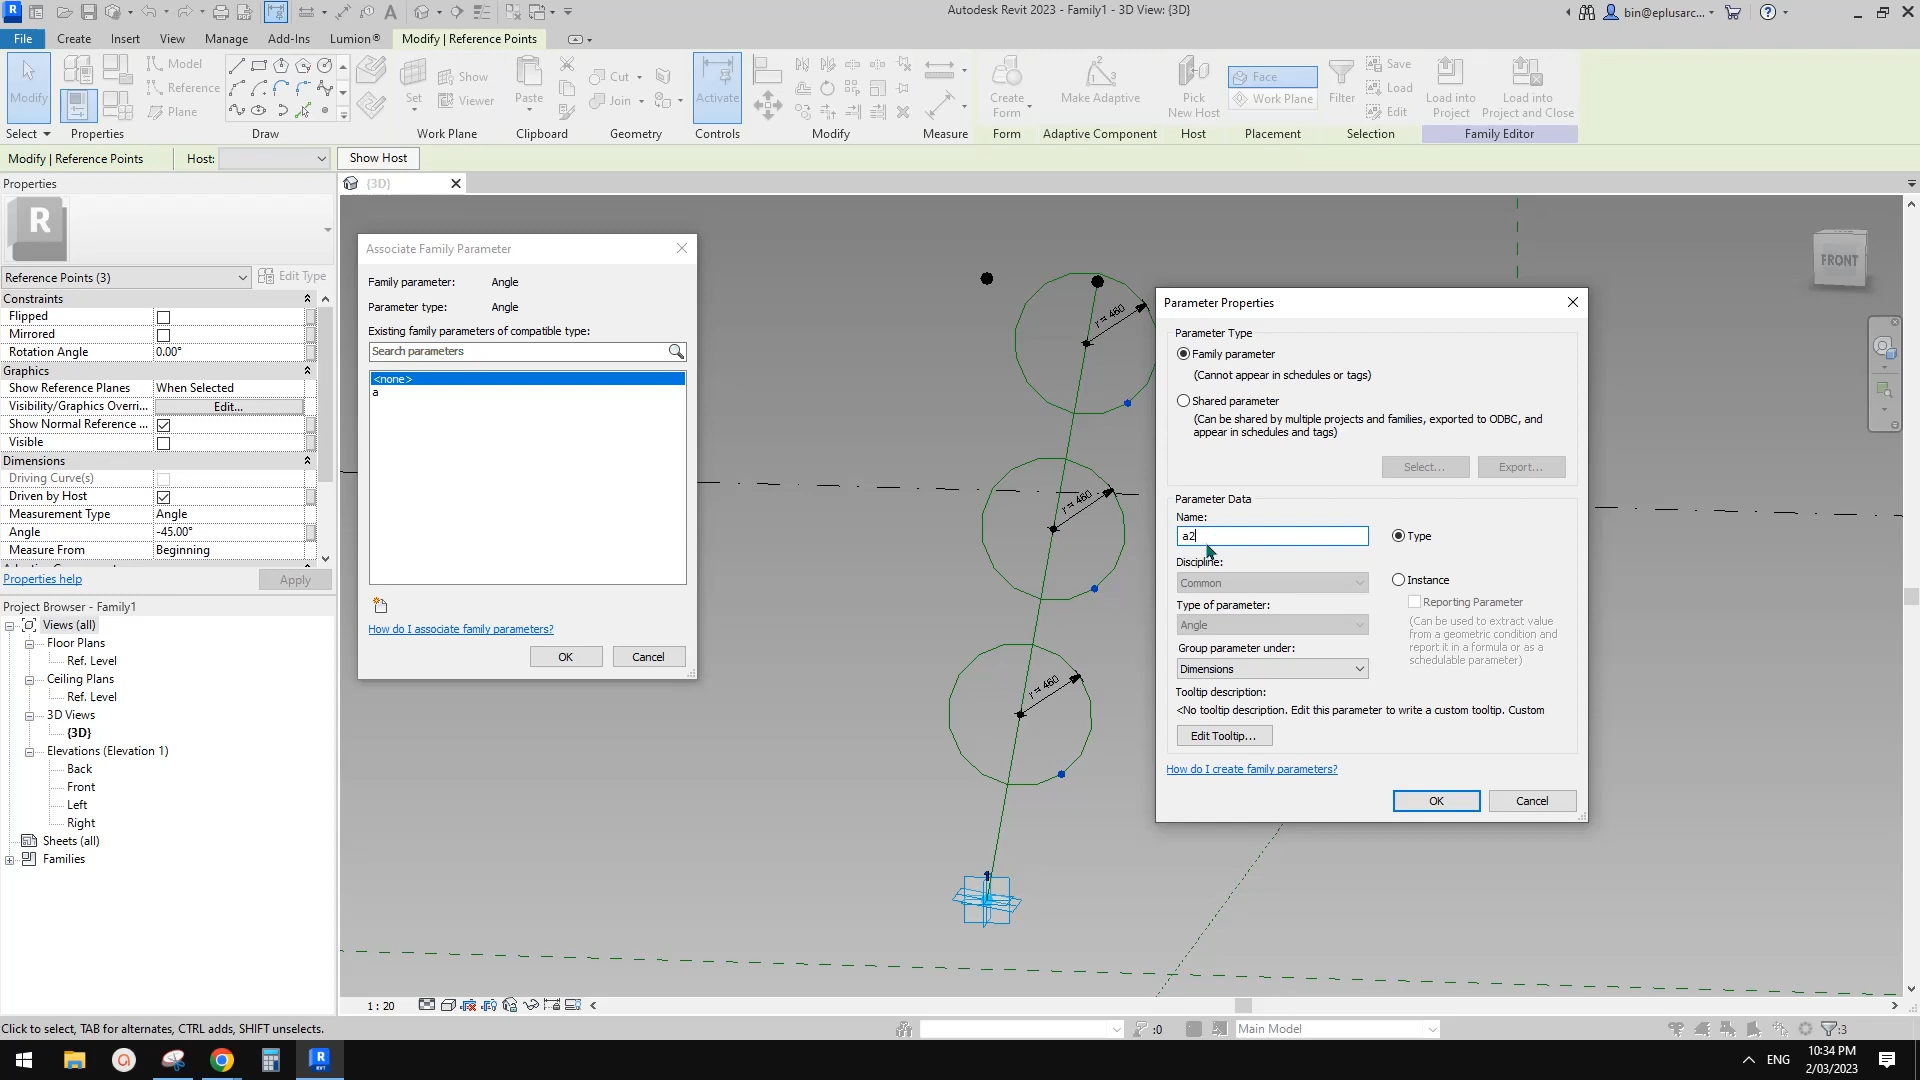 Autodesk Revit 2023 - Family1 - 3D View: {3D}
bin@eplusarc...
File
Create
Insert
View
Manage
Add-Ins
Lumion®
Modify | Reference Points
Modify
Model
Reference
Plane
Set
Show
Viewer
Paste
Cut
Join
Activate
Create Form
Make Adaptive
Pick New Host
Face
Work Plane
Filter
Save
Load
Edit
Load into Project
Load into Project and Close
Select
Properties
Draw
Work Plane
Clipboard
Geometry
Controls
Modify
Measure
Form
Adaptive Component
Host
Placement
Selection
Family Editor
Modify | Reference Points
Host:
Show Host
Properties
{3D}
R
Reference Points (3)
Edit Type
Constraints
Flipped
Mirrored
Rotation Angle 0.00°
Graphics
Show Reference Planes When Selected
Visibility/Graphics Overri... Edit...
Show Normal Reference ...
Visible
Dimensions
Driving Curve(s)
Driven by Host
Measurement Type Angle
Angle -45.00°
Measure From Beginning
Properties help
Apply
Project Browser - Family1
Views (all)
Floor Plans
Ref. Level
Ceiling Plans
Ref. Level
3D Views
{3D}
Elevations (Elevation 1)
Back
Front
Left
Right
Sheets (all)
Families
Associate Family Parameter
Family parameter: Angle
Parameter type: Angle
Existing family parameters of compatible type:
Search parameters
<none>
a
How do I associate family parameters?
OK
Cancel
r = 460
r = 460
r = 460
1
FRONT
Parameter Properties
Parameter Type
Family parameter
(Cannot appear in schedules or tags)
Shared parameter
(Can be shared by multiple projects and families, exported to ODBC, and
appear in schedules and tags)
Select...
Export...
Parameter Data
Name:
a2
Type
Discipline:
Common
Instance
Type of parameter:
Reporting Parameter
Angle
(Can be used to extract value
from a geometric condition and
report it in a formula or as a
schedulable parameter)
Group parameter under:
Dimensions
Tooltip description:
<No tooltip description. Edit this parameter to write a custom tooltip. Custom
Edit Tooltip...
How do I create family parameters?
OK
Cancel
1 : 20
Click to select, TAB for alternates, CTRL adds, SHIFT unselects.
:0
Main Model
:3
ENG
10:34 PM
2/03/2023